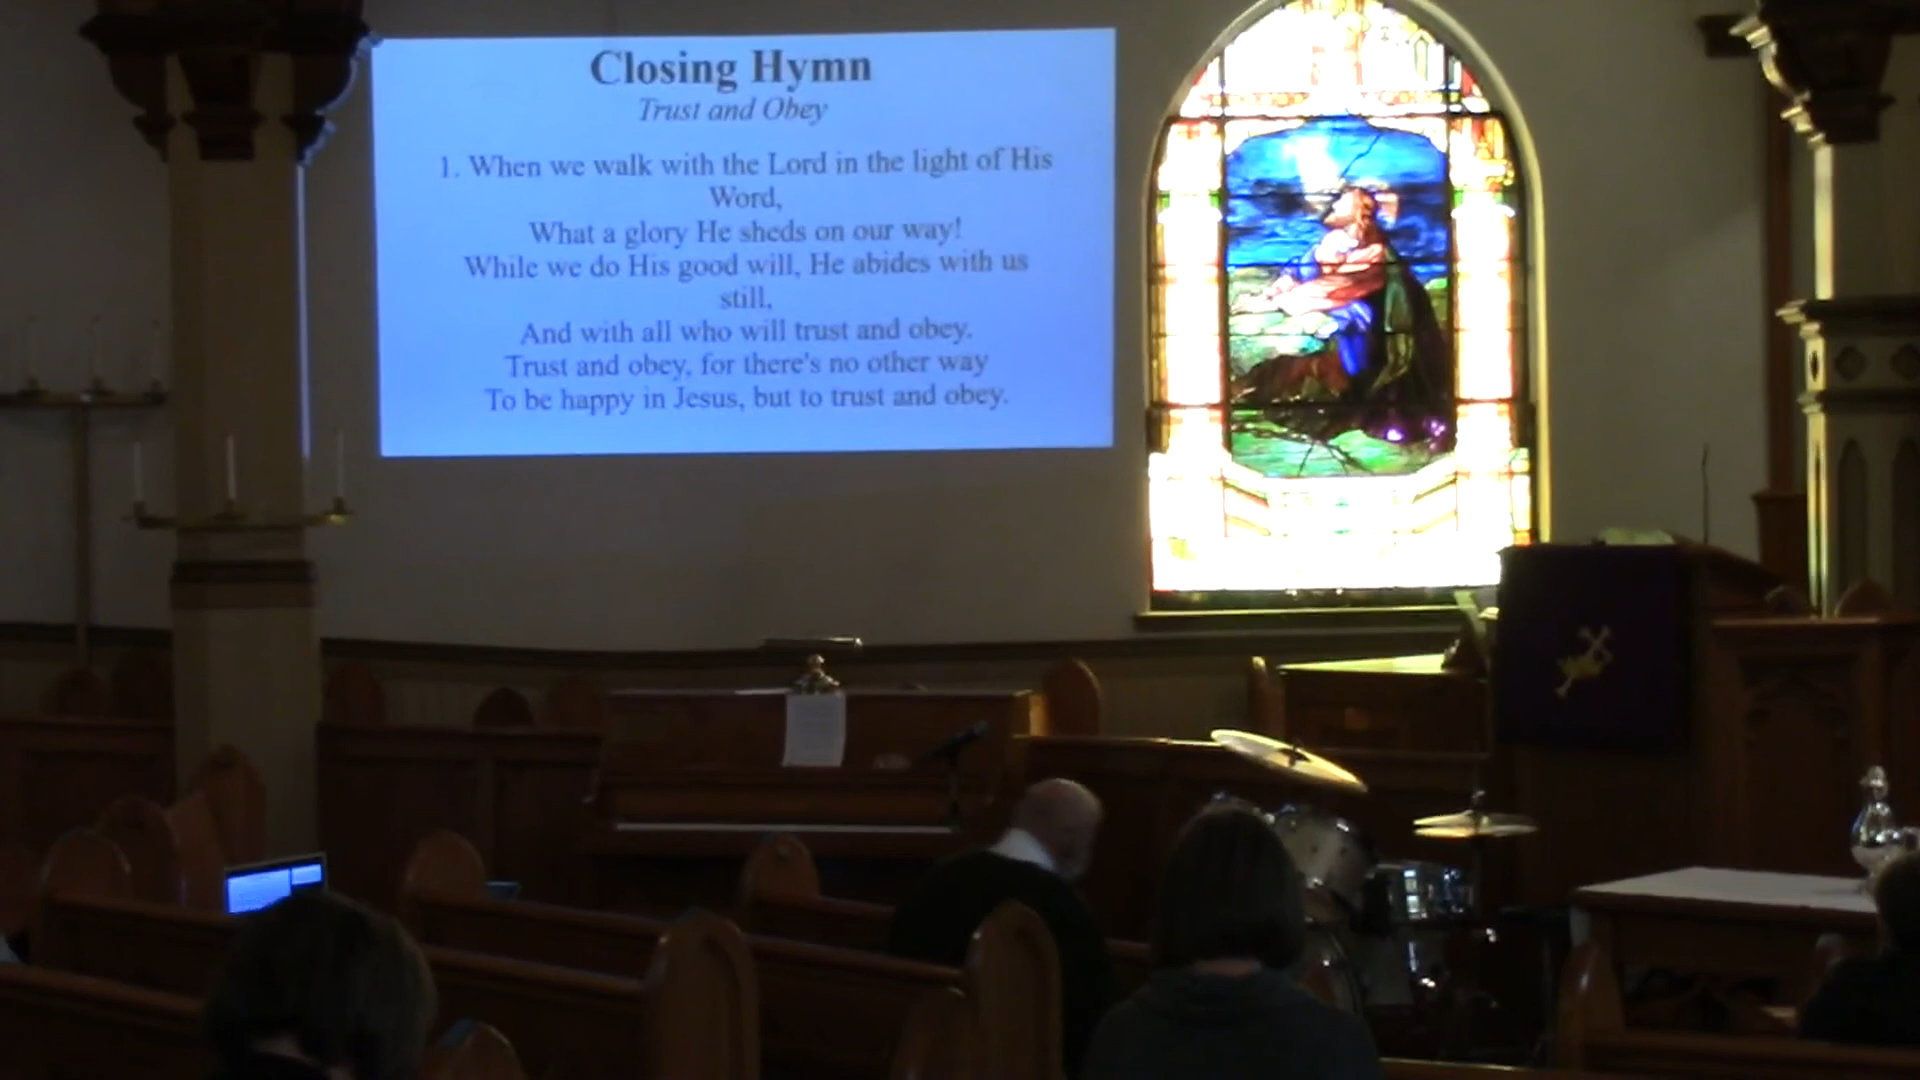 Closing Hymn
Trust and Obey
1. When we walk with the Lord in the light of His
Word,
What a glory He sheds on our way!
While we do His good will, He abides with us
still,
And with all who will trust and obey.
Trust and obey, for there's no other way
To be happy in Jesus, but to trust and obey.